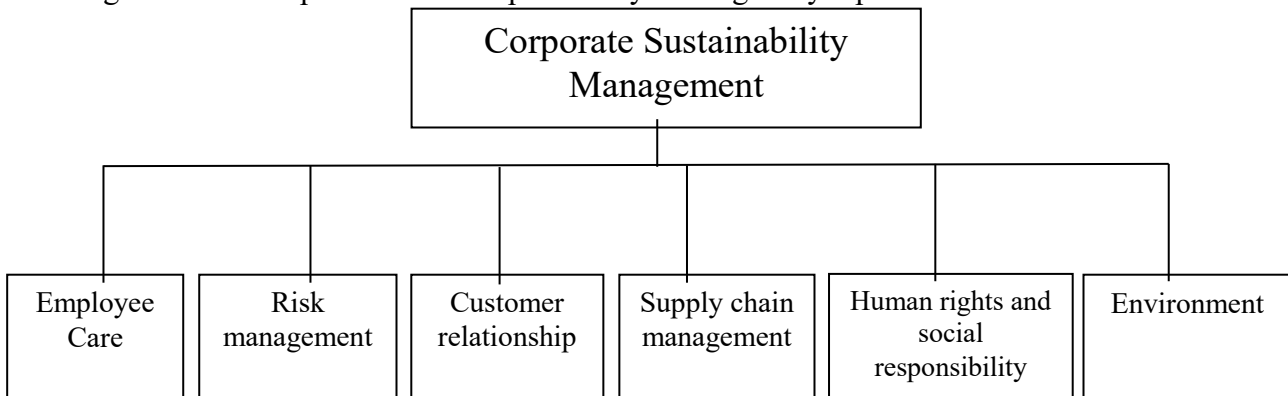 Corporate Sustainability
Management
Employee
Care
Risk
management
Customer
relationship
Supply chain
management
Human rights and
social
responsibility
Environment